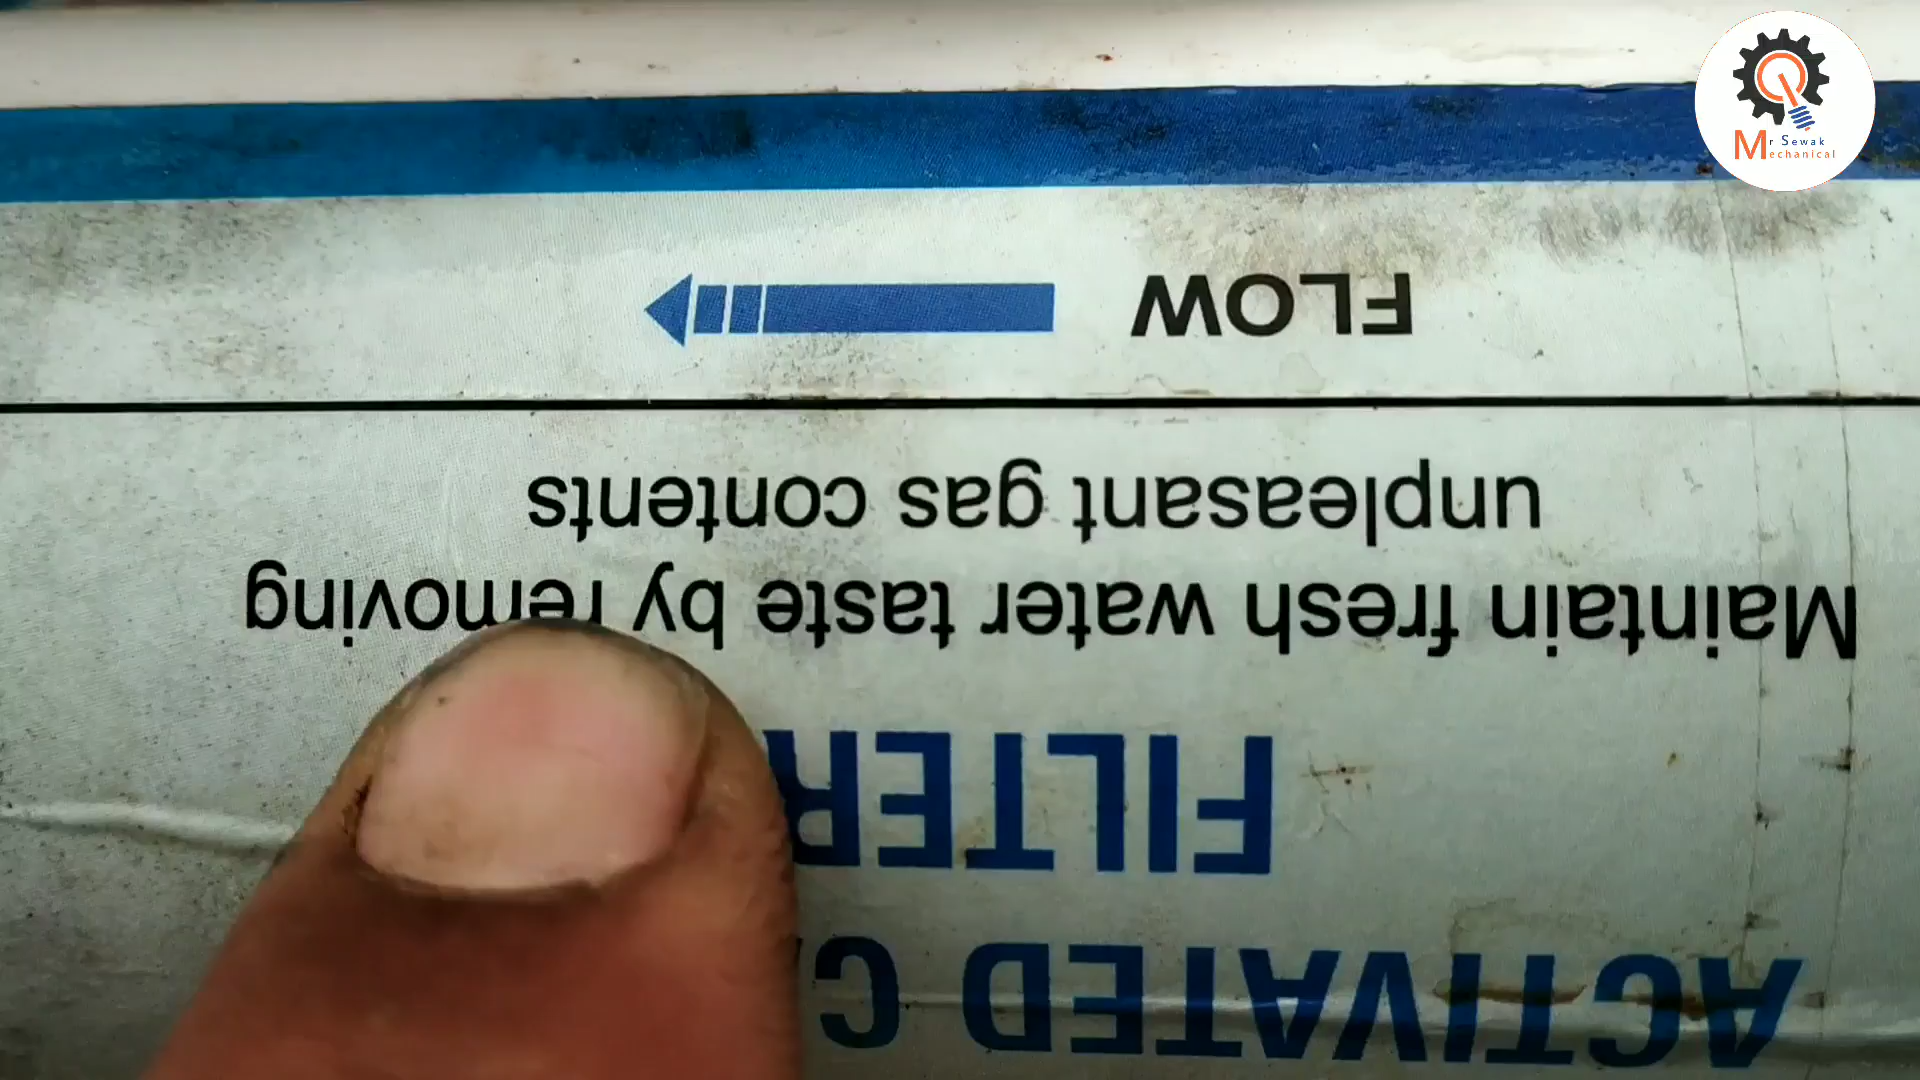 ACTIVATED C
FILTER
Maintain fresh water taste by removing
unpleasant gas contents
FLOW
Mr Sewak
Mechanical